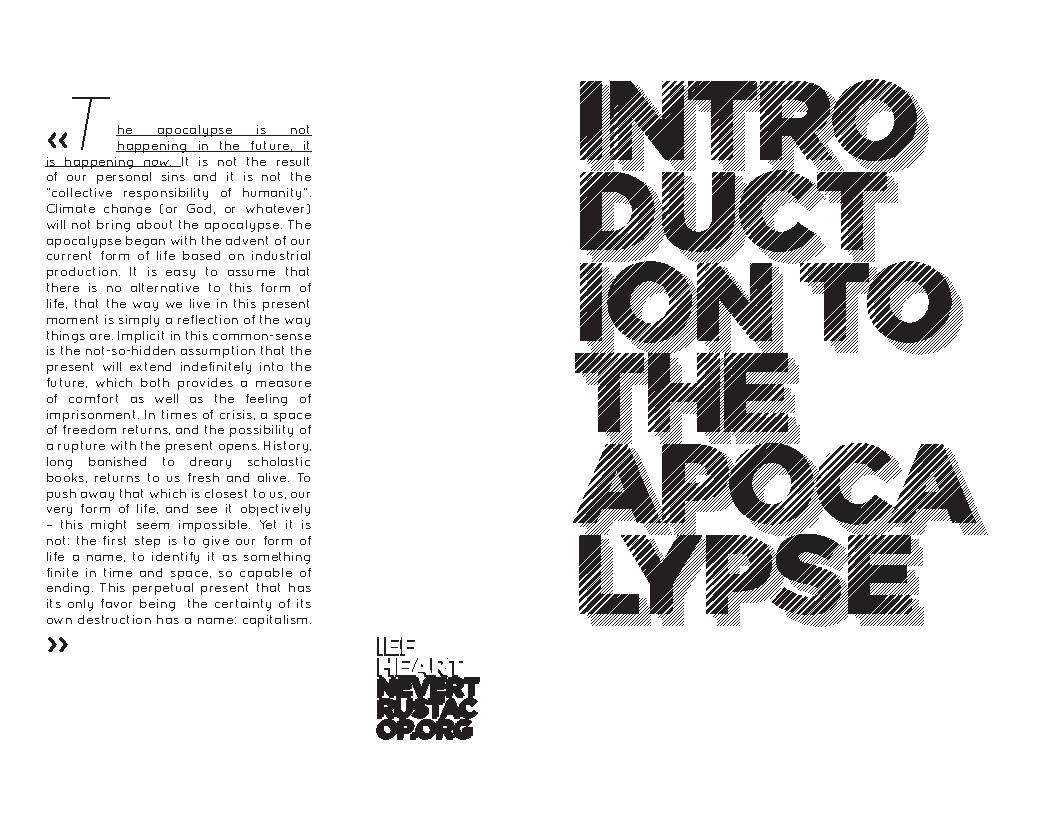 « The apocalypse is not
happening in the future, it
is happening now. It is not the result
of our personal sins and it is not the
"collective responsibility of humanity".
Climate change (or God, or whatever)
will not bring about the apocalypse. The
apocalypse began with the advent of our
current form of life based on industrial
production. It is easy to assume that
there is no alternative to this form of
life, that the way we live in this present
moment is simply a reflection of the way
things are. Implicit in this common-sense
is the not-so-hidden assumption that the
present will extend indefinitely into the
future, which both provides a measure
of comfort as well as the feeling of
imprisonment. In times of crisis, a space
of freedom returns, and the possibility of
a rupture with the present opens. History,
long banished to dreary scholastic
books, returns to us fresh and alive. To
push away that which is closest to us, our
very form of life, and see it objectively
– this might seem impossible. Yet it is
not: the first step is to give our form of
life a name, to identify it as something
finite in time and space, so capable of
ending. This perpetual present that has
its only favor being the certainty of its
own destruction has a name: capitalism.
»
IEF
HEART
NEVERT
RUSTAC
OP.ORG
INTRO
DUCT
ION TO
THE
APOCA
LYPSE